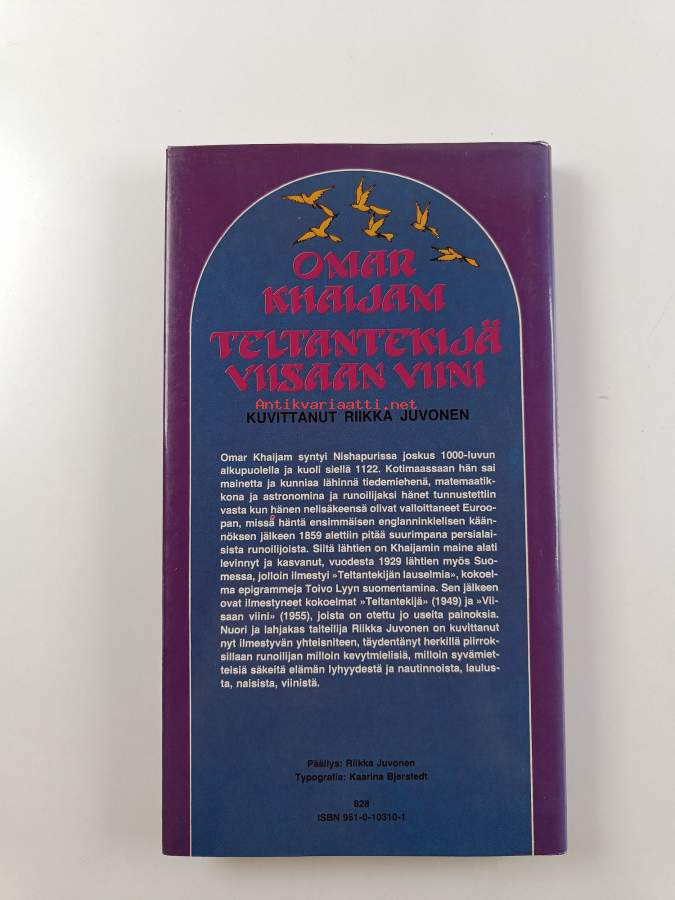 OMAR
KHAIJAM
TELTANTEKIJÄ
VIISAAN VIINI
Antikvariaatti.net
KUVITTANUT RIIKKA JUVONEN
Omar Khaijam syntyi Nishapurissa joskus 1000-luvun
alkupuolella ja kuoli siellä 1122. Kotimaassaan hän sai
mainetta ja kunniaa lähinnä tiedemiehenä, matemaatik-
kona ja astronomina ja runoilijaksi hänet tunnustettiin
vasta kun hänen nelisäkeensä olivat valloittaneet Euroo-
pan, missä häntä ensimmäisen englanninkielisen kään-
nöksen jälkeen 1859 alettiin pitää suurimpana persialai-
sista runoilijoista. Siitä lähtien on Khaijamin maine alati
levinnyt ja kasvanut, vuodesta 1929 lähtien myös Suo-
messa, jolloin ilmestyi »Teltantekijän lauselmia», kokoel-
ma epigrammeja Toivo Lyyn suomentamina. Sen jälkeen
ovat ilmestyneet kokoelmat »Teltantekijä» (1949) ja »Vii-
saan viini» (1955), joista on otettu jo useita painoksia.
Nuori ja lahjakas taiteilija Riikka Juvonen on kuvittanut
nyt ilmestyvän yhteisniteen, täydentänyt herkillä piirrok-
sillaan runoilijan milloin kevytmielisiä, milloin syvämiet-
teisiä säkeitä elämän lyhyydestä ja nautinnoista, laulus-
ta, naisista, viinistä.
Päällys: Riikka Juvonen
Typografia: Kaarina Bjerstedt
828
ISBN 951-0-10310-1